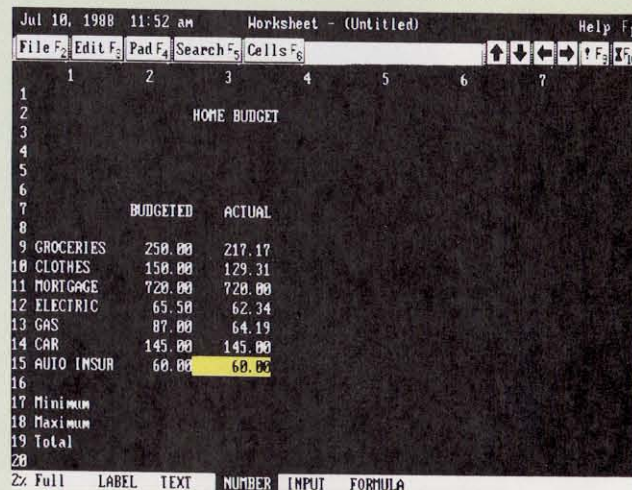 Jul 10, 1988 11:52 am Worksheet - (Untitled) Help F1
File F2 Edit F3 Pad F4 Search F5 Cells F6 ↑ ↓ ← → ! F9
1 2 3 4 5 6 7
1
2 HOME BUDGET
3
4
5
6
7 BUDGETED ACTUAL
8
9 GROCERIES 250.00 217.17
10 CLOTHES 150.00 129.31
11 MORTGAGE 720.00 720.00
12 ELECTRIC 65.50 62.34
13 GAS 87.00 64.19
14 CAR 145.00 145.00
15 AUTO INSUR 60.00 60.00
16
17 Minimum
18 Maximum
19 Total
20
2% Full LABEL TEXT NUMBER INPUT FORMULA